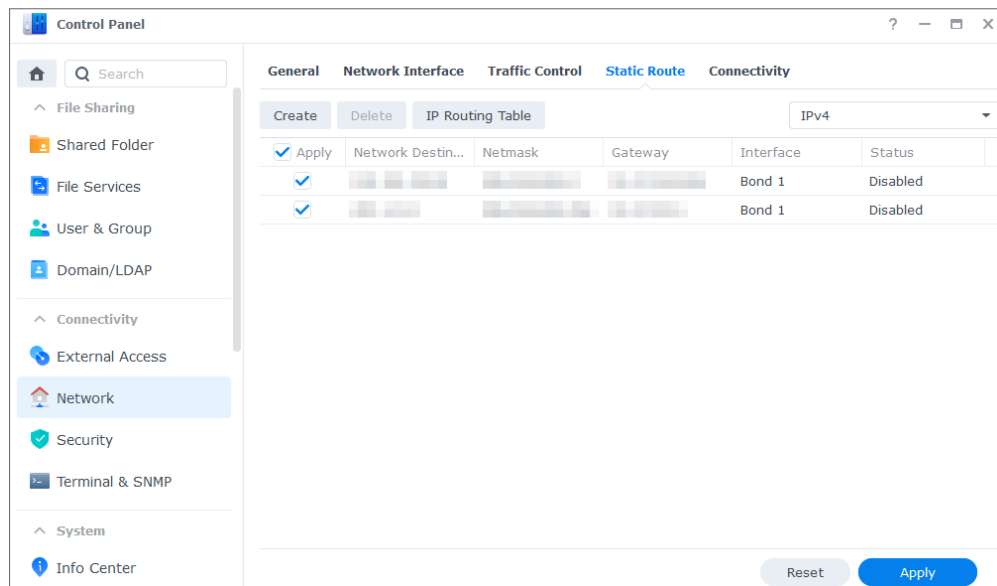 Control Panel
?
Search
File Sharing
Shared Folder
File Services
User & Group
Domain/LDAP
Connectivity
External Access
Network
Security
Terminal & SNMP
System
Info Center
General Network Interface Traffic Control Static Route Connectivity
Create Delete IP Routing Table IPv4
Apply Network Destin... Netmask Gateway Interface Status
Bond 1 Disabled
Bond 1 Disabled
Reset Apply